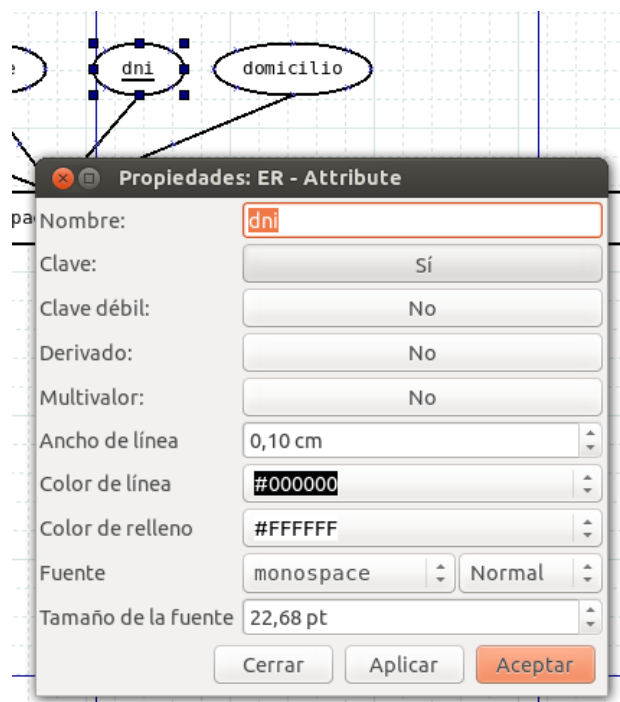 e
dni
domicilio
Propiedades: ER - Attribute
pa
Nombre:
dni
Clave:
Sí
Clave débil:
No
Derivado:
No
Multivalor:
No
Ancho de línea
0,10 cm
Color de línea
#000000
Color de relleno
#FFFFFF
Fuente
monospace
Normal
Tamaño de la fuente
22,68 pt
Cerrar
Aplicar
Aceptar